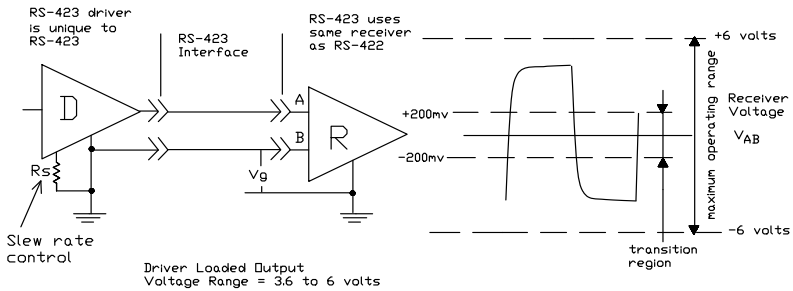 RS-423 driver
is unique to
RS-423
RS-423
Interface
RS-423 uses
same receiver
as RS-422
D
A
B
R
Rs
Vg
Slew rate
control
Driver Loaded Output
Voltage Range = 3.6 to 6 volts
+6 volts
+200mv
-200mv
-6 volts
maximum operating range
Receiver
Voltage
VAB
transition
region